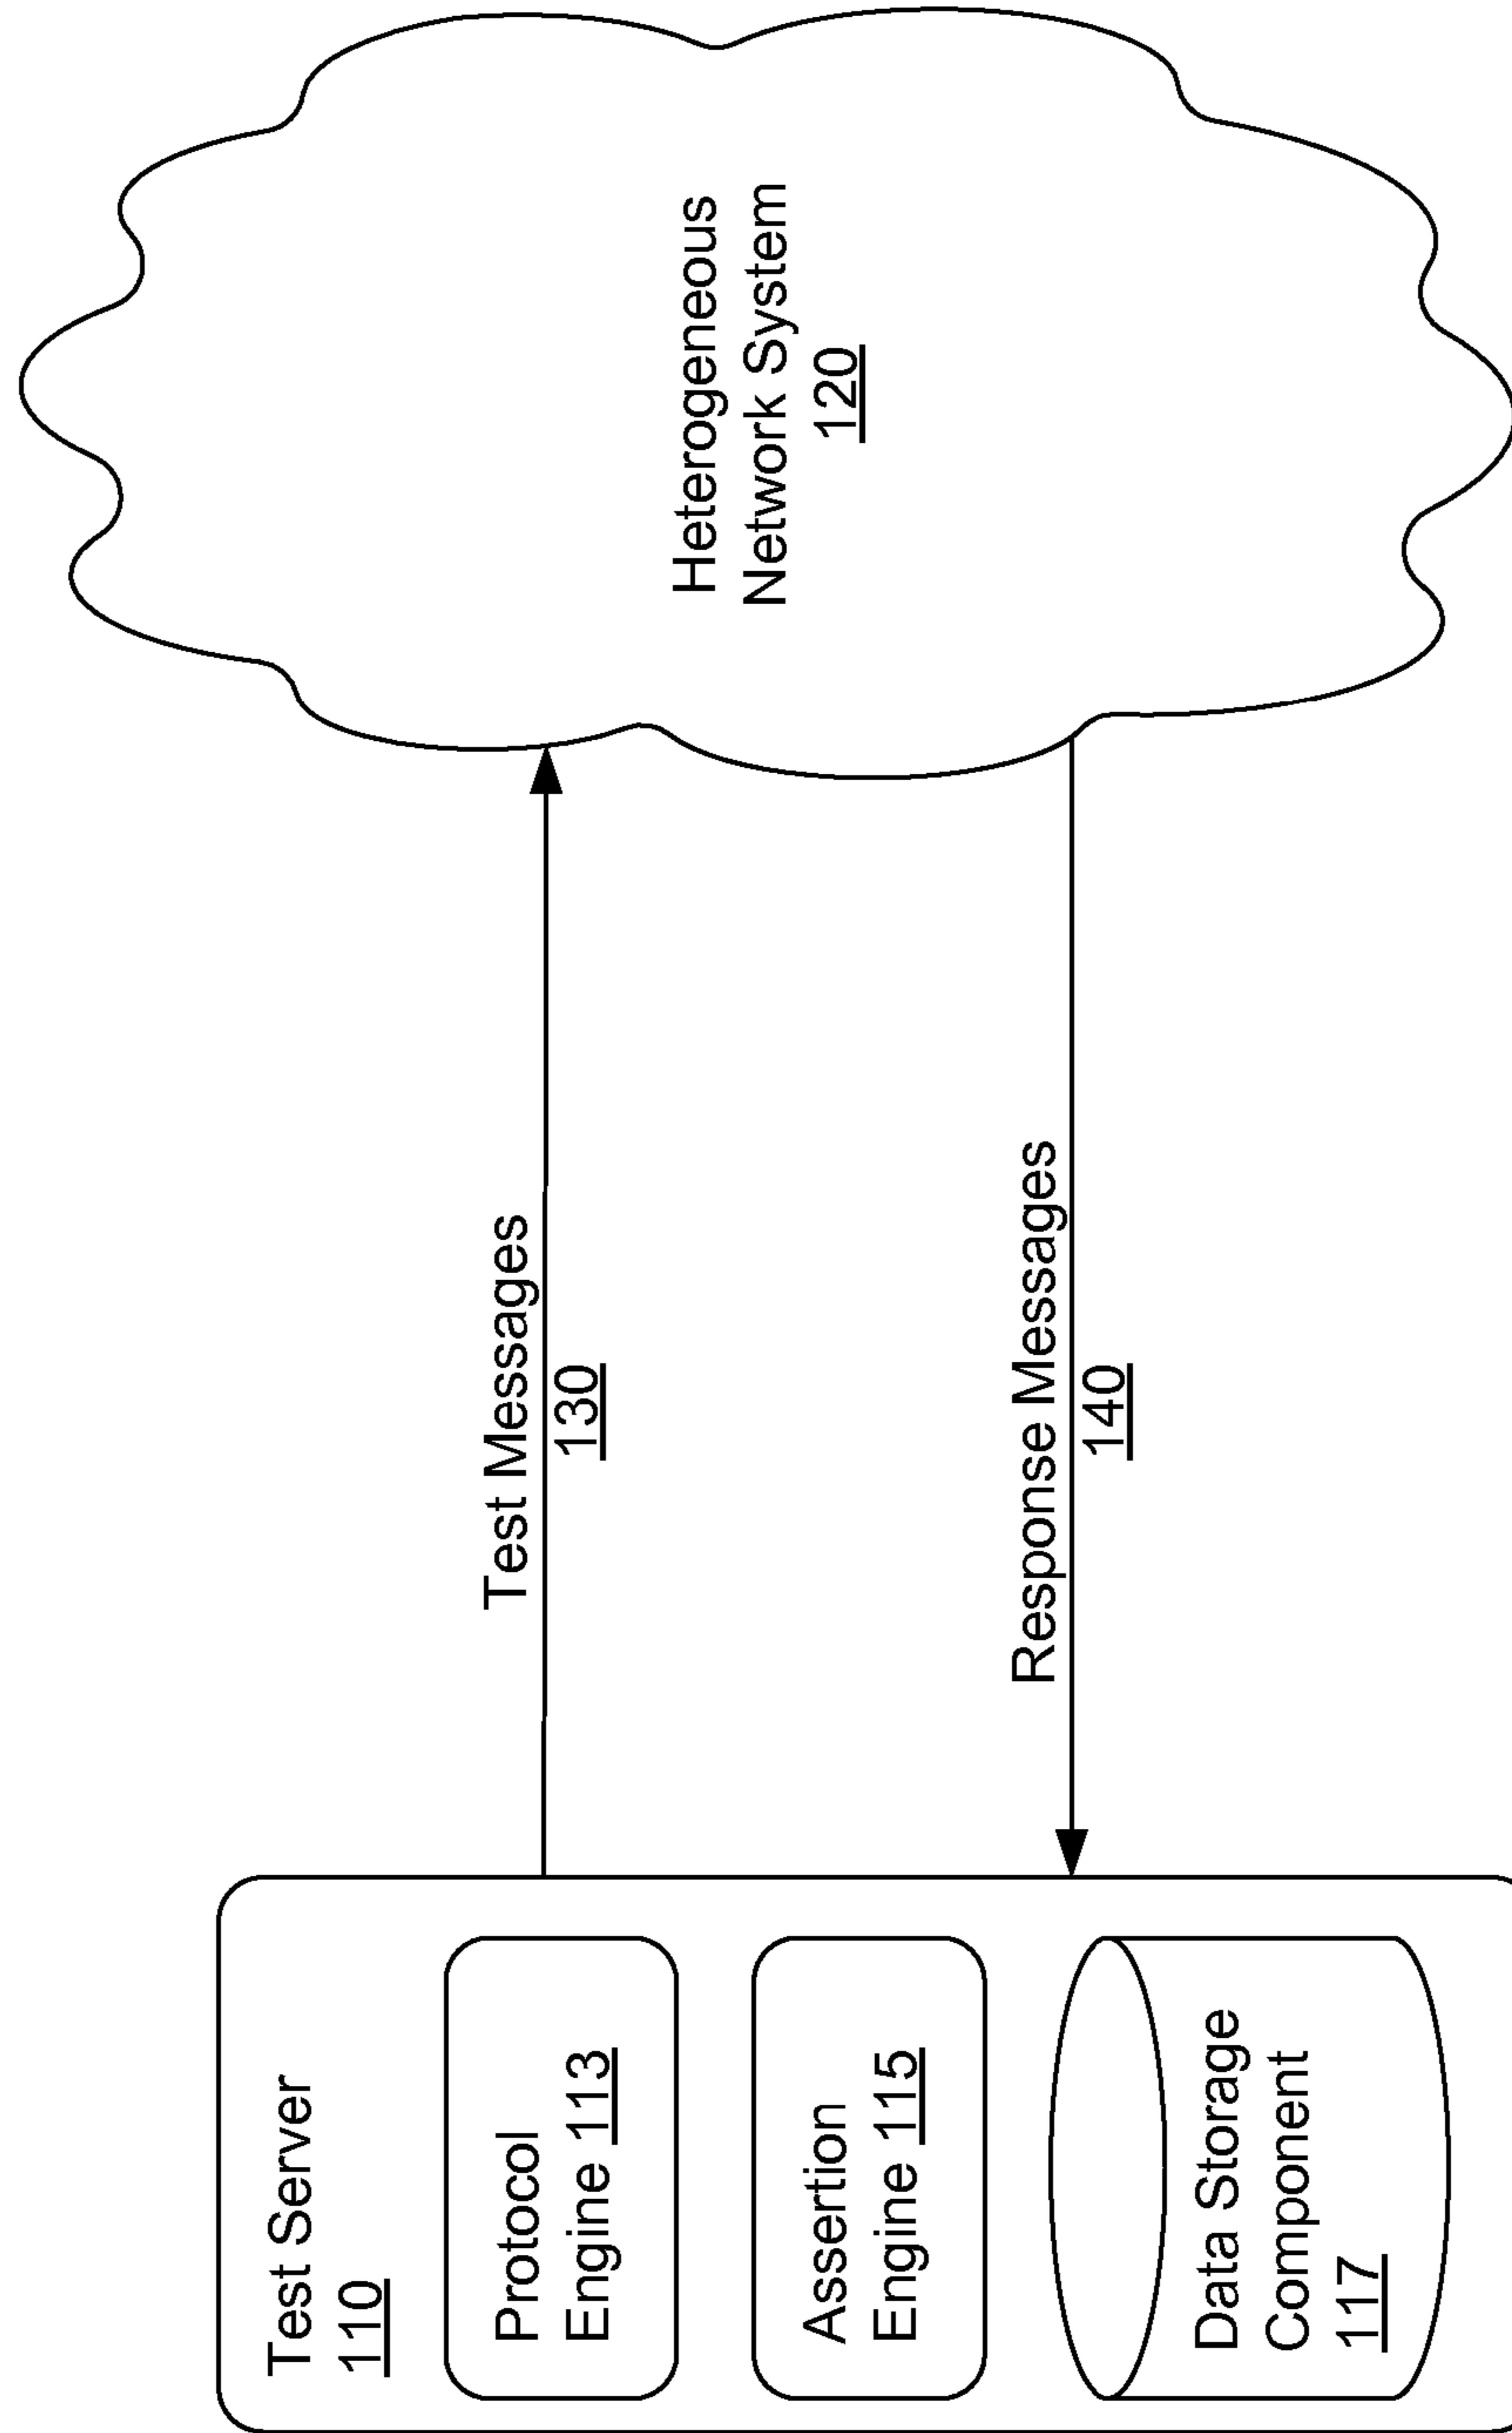 Test Server
110
Protocol
Engine 113
Assertion
Engine 115
Data Storage
Component
117
Test Messages
130
Response Messages
140
Heterogeneous
Network System
120